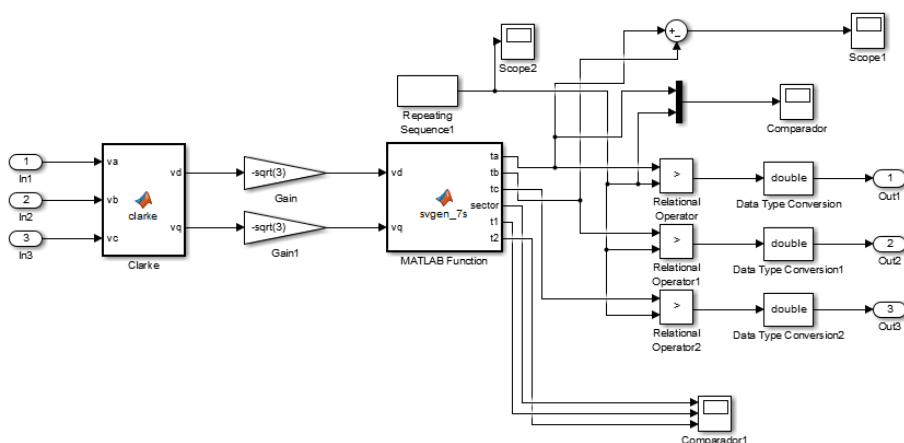 Scope2
Scope1
Repeating
Sequence1
Comparador
1
In1
2
In2
3
In3
va
vb
vc
clarke
vd
vq
Clarke
-sqrt(3)
Gain
-sqrt(3)
Gain1
vd
vq
svgen_7s
ta
tb
tc
sector
t1
t2
MATLAB Function
>
Relational
Operator
double
Data Type Conversion
1
Out1
>
Relational
Operator1
double
Data Type Conversion1
2
Out2
>
Relational
Operator2
double
Data Type Conversion2
3
Out3
Comparador1